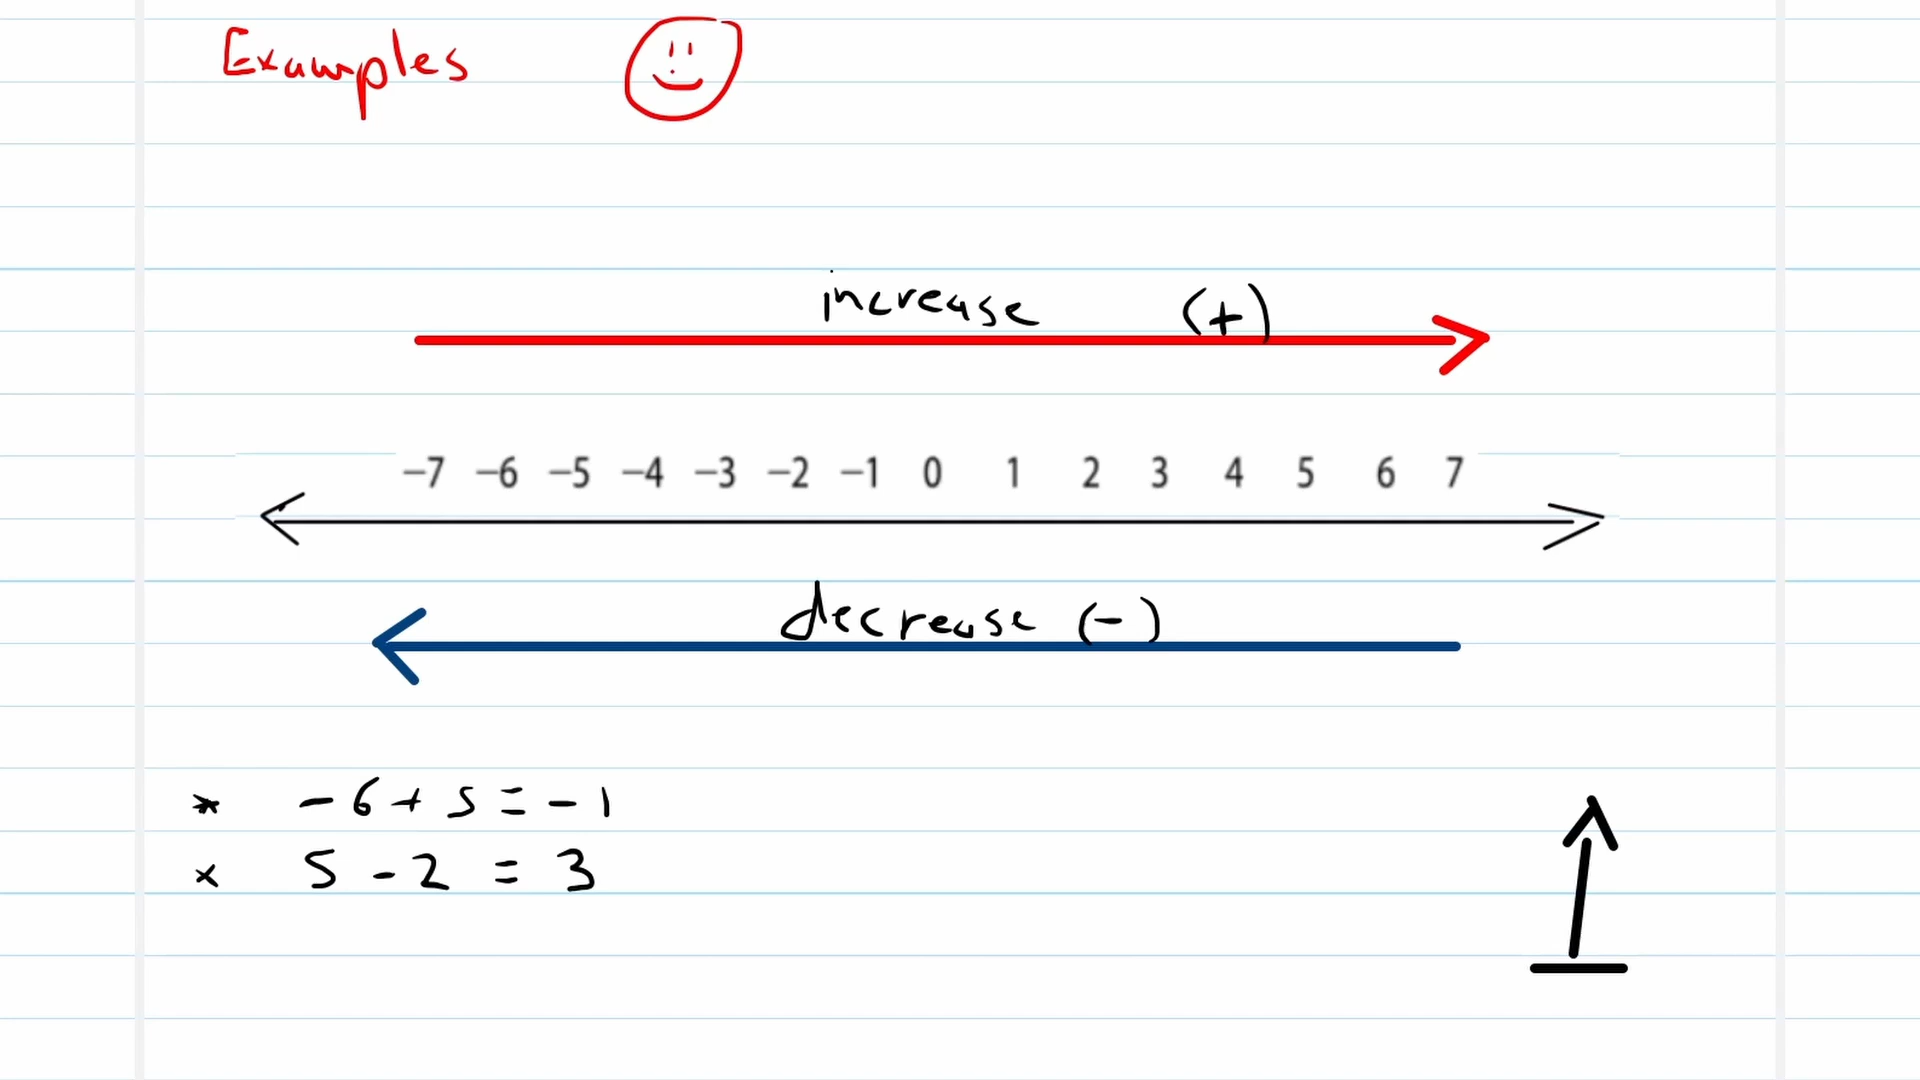 Examples
increase (+)
−7 −6 −5 −4 −3 −2 −1 0 1 2 3 4 5 6 7
decrease (-)
* -6+5=-1
× 5-2=3